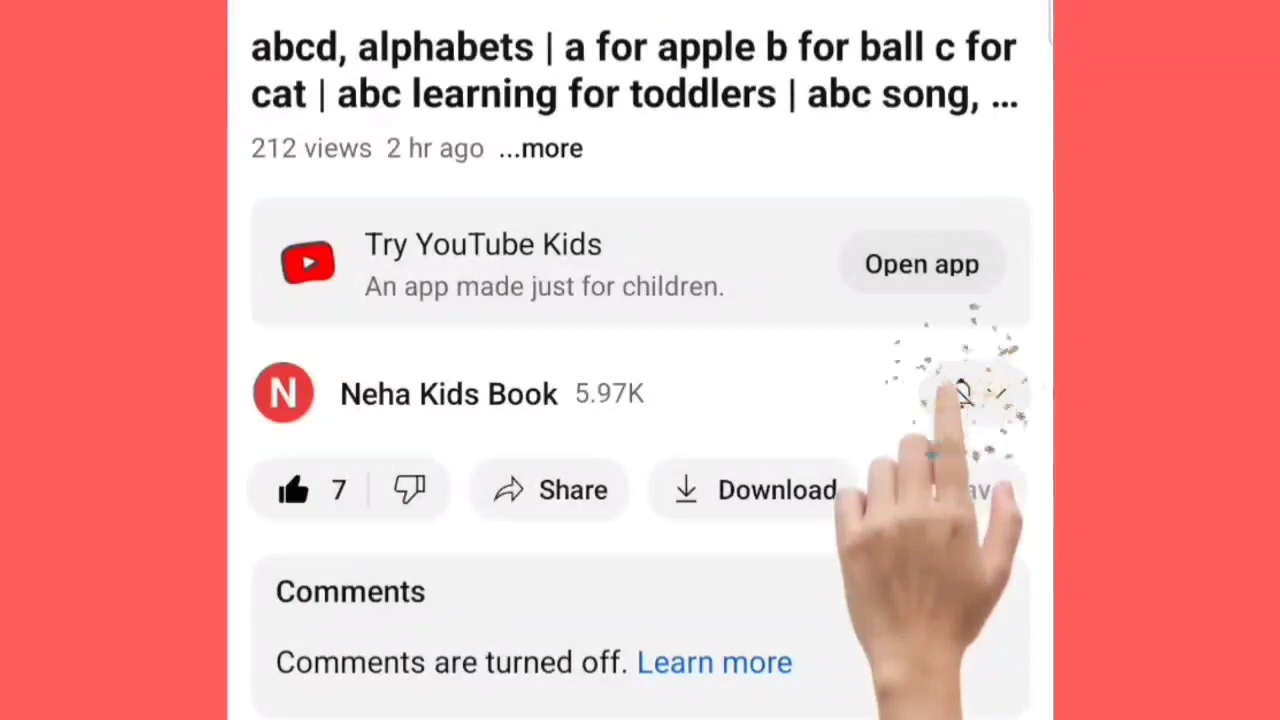 abcd, alphabets | a for apple b for ball c for
cat | abc learning for toddlers | abc song, ...
212 views 2 hr ago ...more
Try YouTube Kids
An app made just for children.
Open app
N
Neha Kids Book 5.97K
7
Share
Download
Comments
Comments are turned off. Learn more